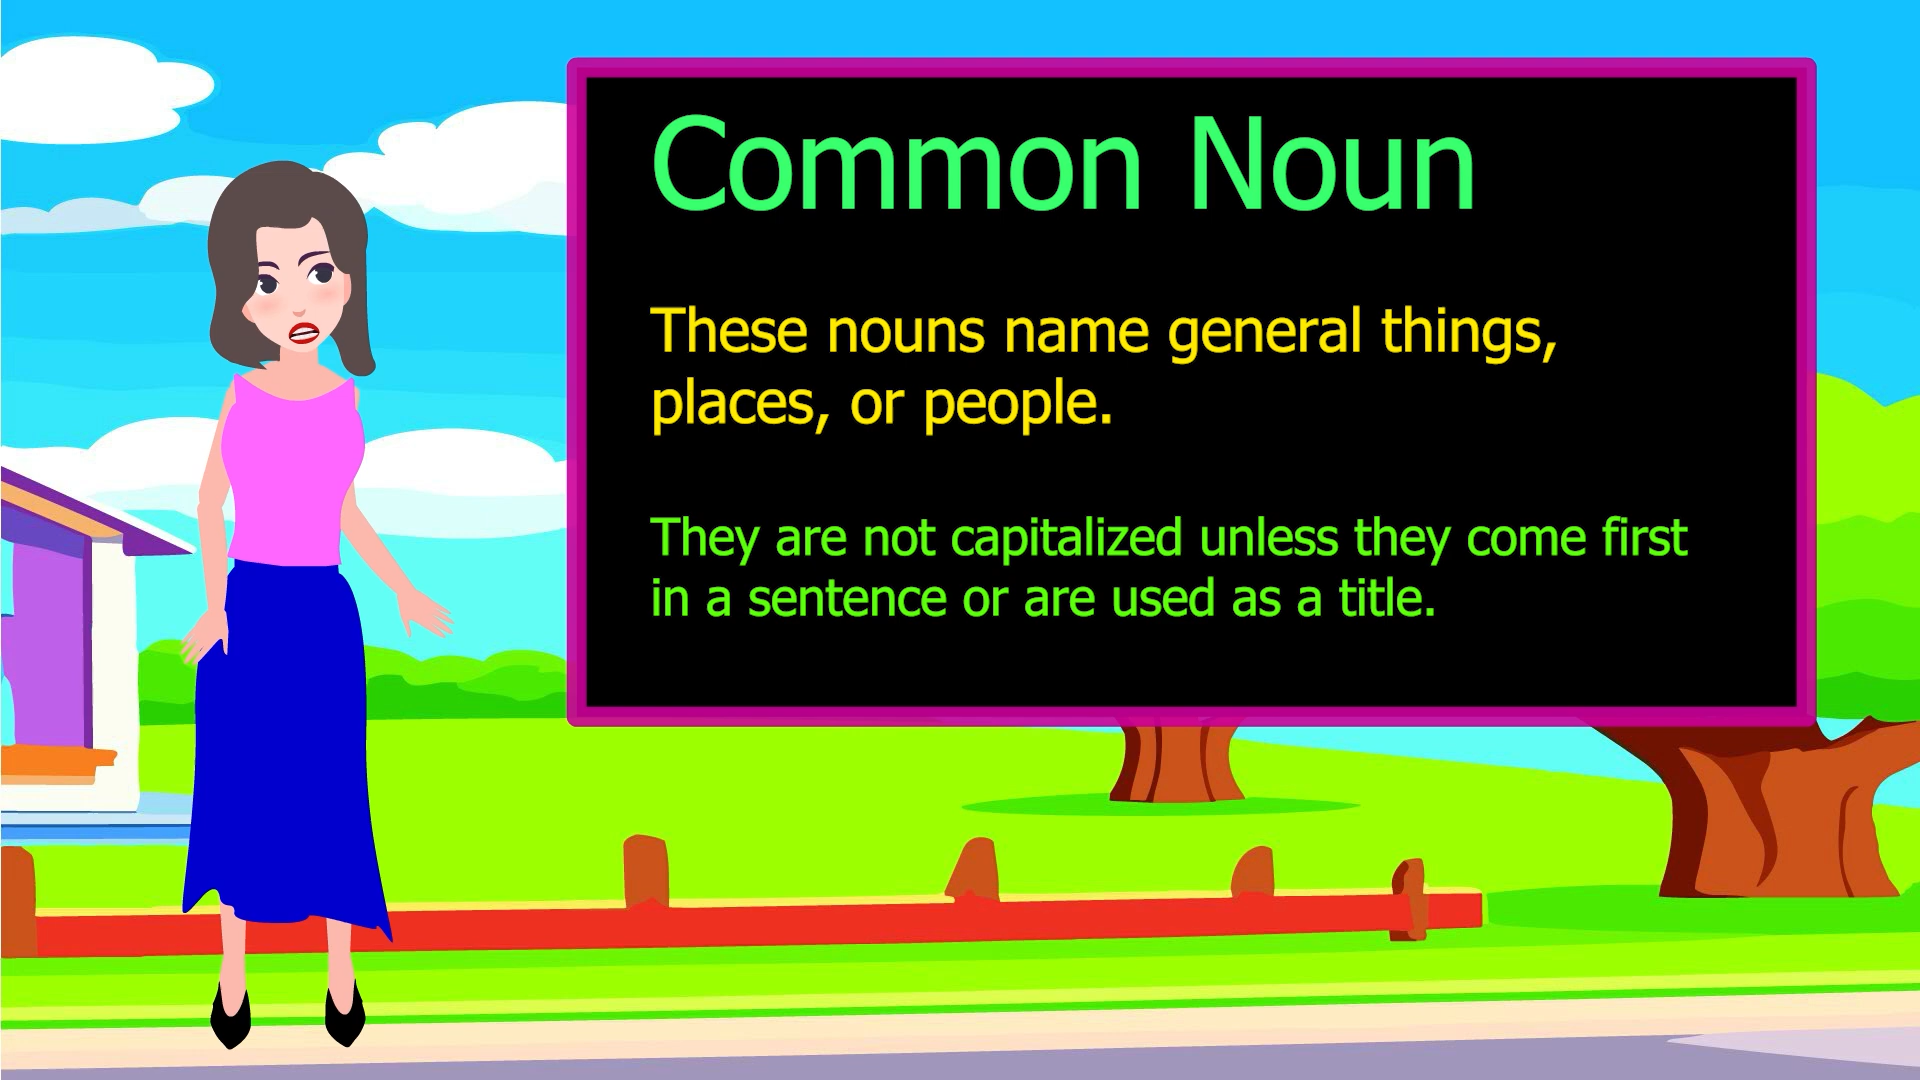 Common Noun
These nouns name general things,
places, or people.
They are not capitalized unless they come first
in a sentence or are used as a title.